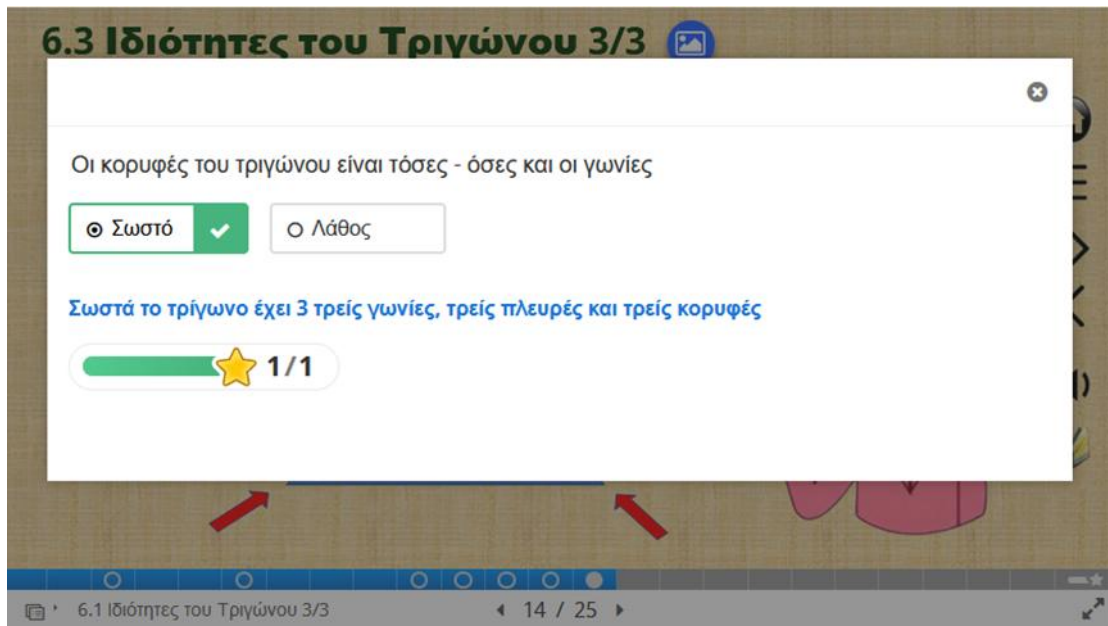 6.3 Ιδιότητες του Τριγώνου 3/3
Οι κορυφές του τριγώνου είναι τόσες - όσες και οι γωνίες
Σωστό
Λάθος
Σωστά το τρίγωνο έχει 3 τρείς γωνίες, τρείς πλευρές και τρείς κορυφές
1/1
6.1 Ιδιότητες του Τριγώνου 3/3
14 / 25